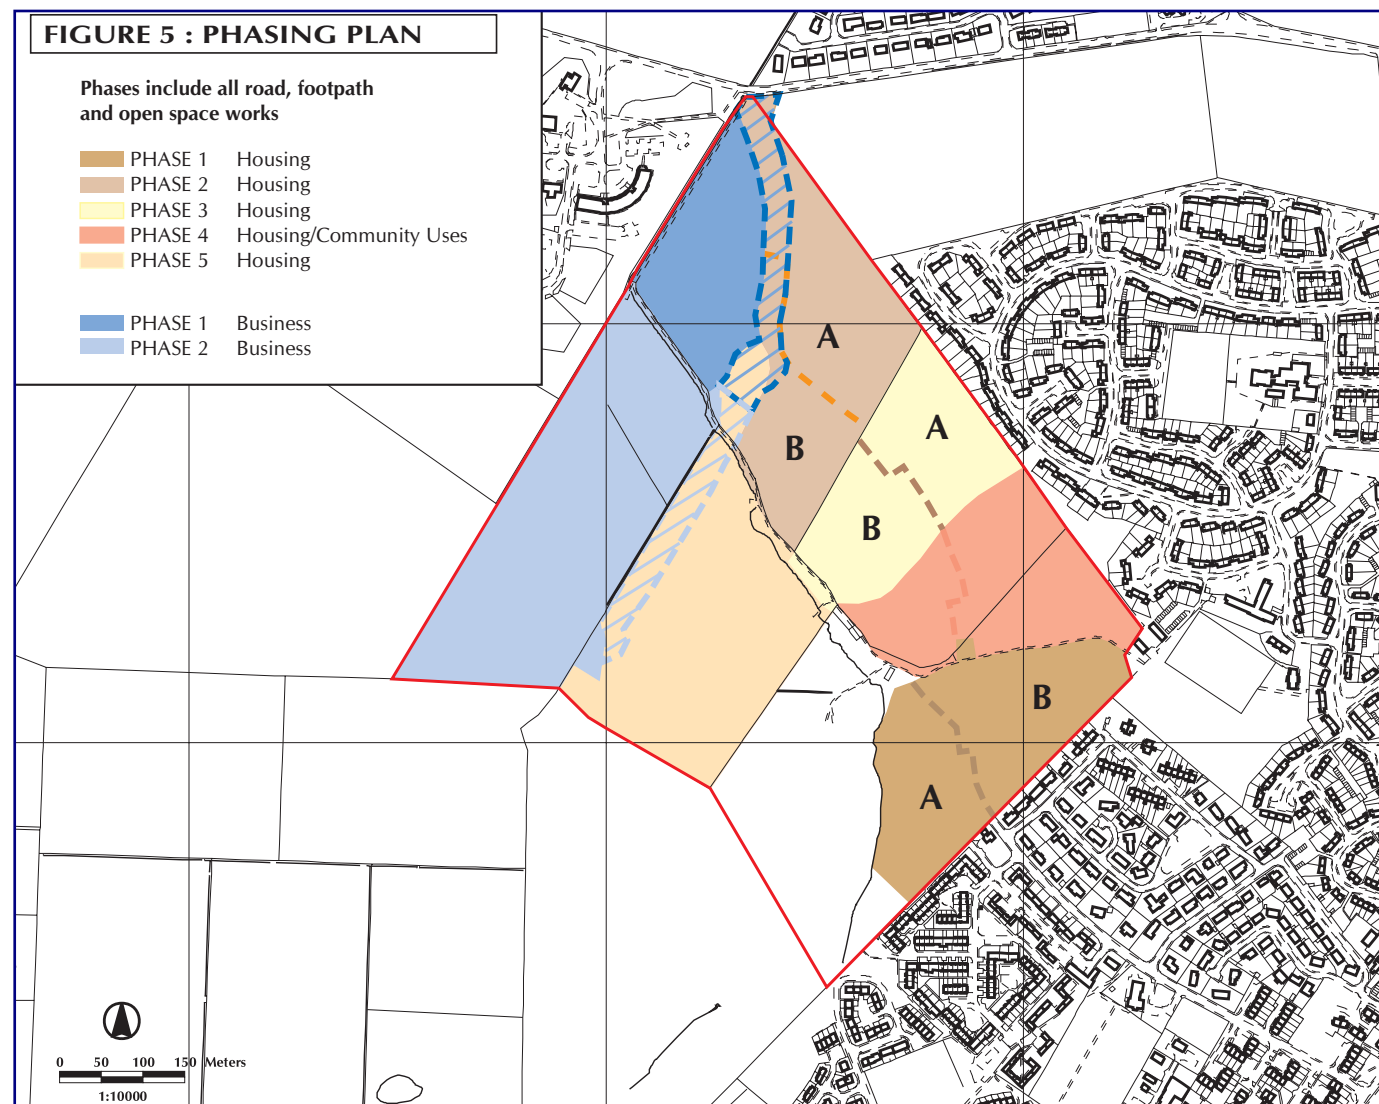 FIGURE 5 : PHASING PLAN
Phases include all road, footpath
and open space works
PHASE 1 Housing
PHASE 2 Housing
PHASE 3 Housing
PHASE 4 Housing/Community Uses
PHASE 5 Housing
PHASE 1 Business
PHASE 2 Business
A
A
B
B
B
A
0 50 100 150 Meters
1:10000